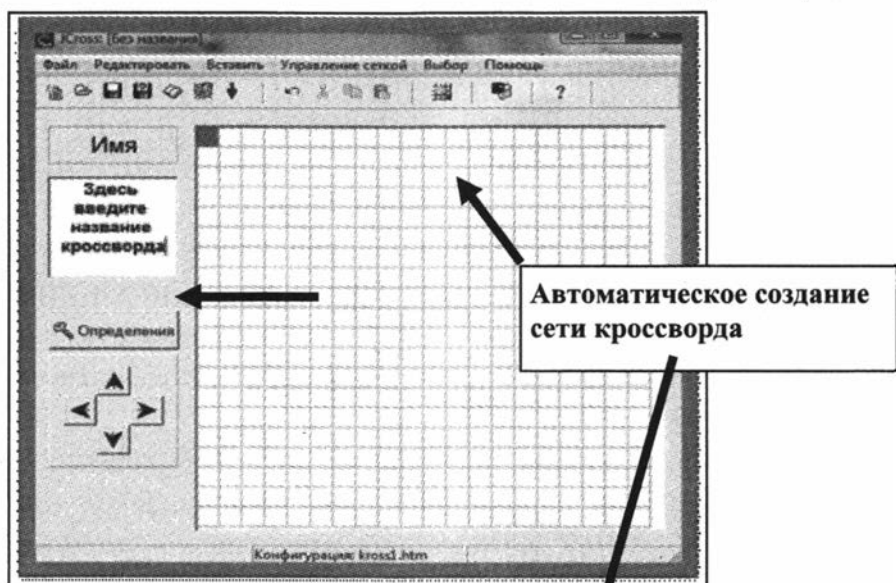 JCross: [без названия]
Файл Редактировать Вставить Управление сеткой Выбор Помощь
?
Имя
Здесь
введите
название
кроссворда
Автоматическое создание
сети кроссворда
Определения
Конфигурация: kross1.htm